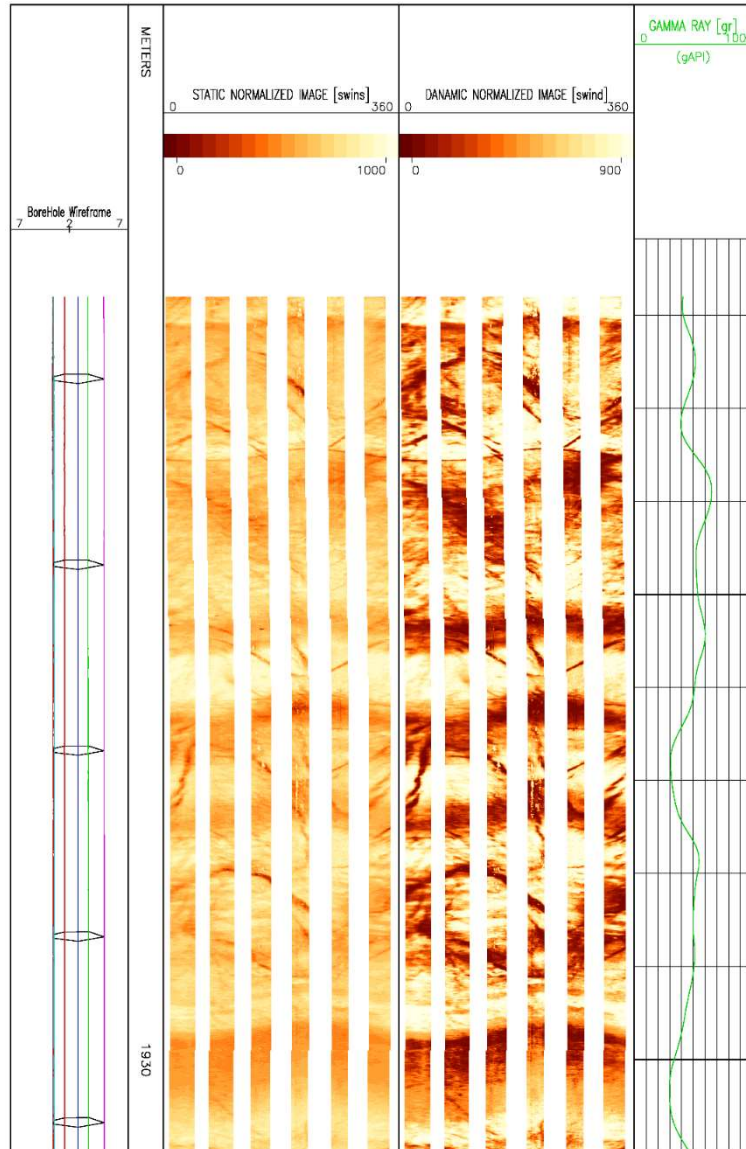 GAMMA RAY [gr]
0 100
(gAPI)
METERS
STATIC NORMALIZED IMAGE [swins]
0 360
DANAMIC NORMALIZED IMAGE [swind]
0 360
0 1000
0 900
BoreHole Wireframe
7 2 7
1930